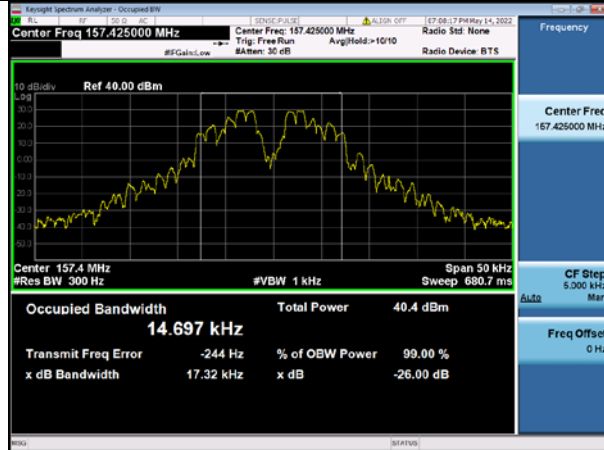 Keysight Spectrum Analyzer - Occupied BW
RL RF 50 Ω AC SENSE:PULSE ALIGN OFF 07:08:17 PM May 14, 2022
Center Freq 157.425000 MHz
Center Freq: 157.425000 MHz
Radio Std: None
Trig: Free Run Avg|Hold:>10/10
#IFGain:Low #Atten: 30 dB Radio Device: BTS
10 dB/div Ref 40.00 dBm
Log
30.0
20.0
10.0
0.00
-10.0
-20.0
-30.0
-40.0
-50.0
Center 157.4 MHz Span 50 kHz
#Res BW 300 Hz #VBW 1 kHz Sweep 680.7 ms
Occupied Bandwidth Total Power 40.4 dBm
14.697 kHz
Transmit Freq Error -244 Hz % of OBW Power 99.00 %
x dB Bandwidth 17.32 kHz x dB -26.00 dB
MSG STATUS
Frequency
Center Freq
157.425000 MHz
CF Step
5.000 kHz
Auto Man
Freq Offset
0 Hz